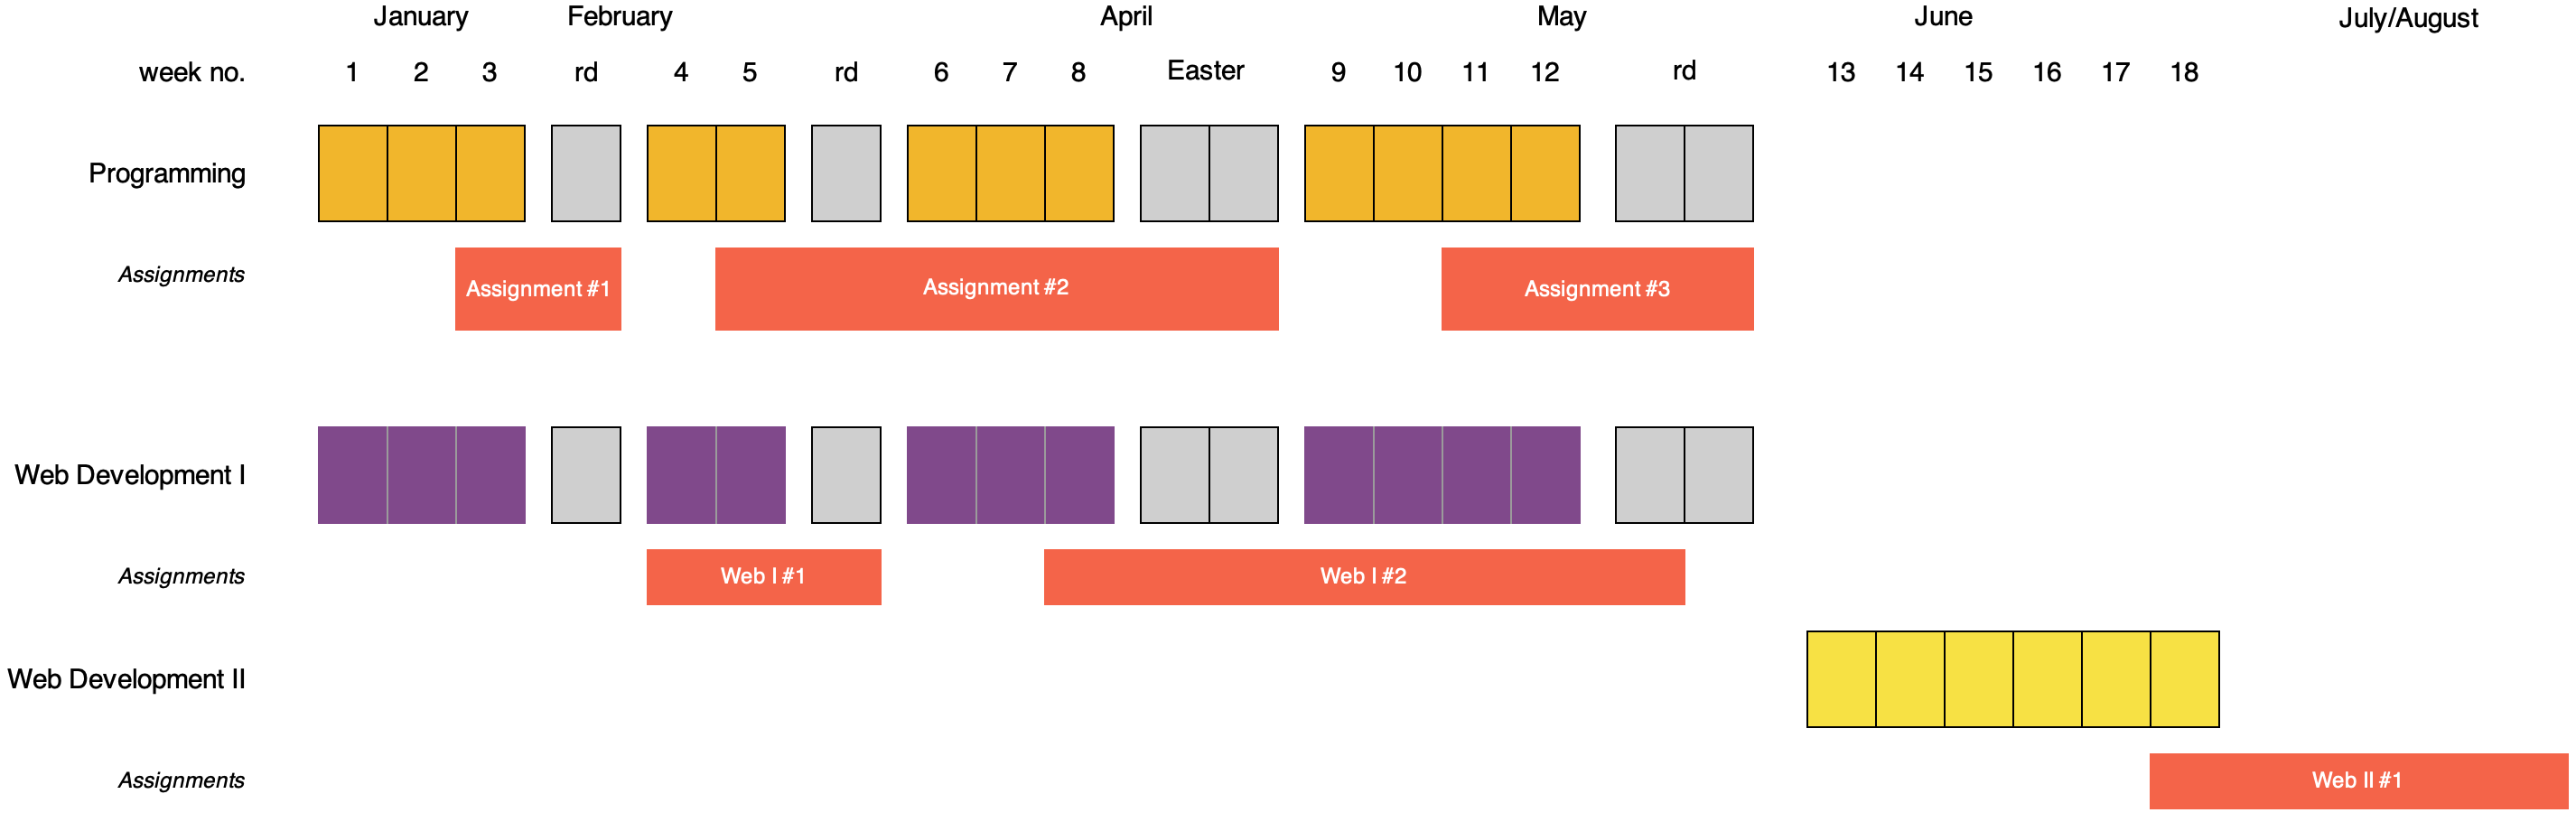 January February April May June July/August
week no. 1 2 3 rd 4 5 rd 6 7 8 Easter 9 10 11 12 rd 13 14 15 16 17 18
Programming
Assignments Assignment #1 Assignment #2 Assignment #3
Web Development I
Assignments Web I #1 Web I #2
Web Development II
Assignments Web II #1